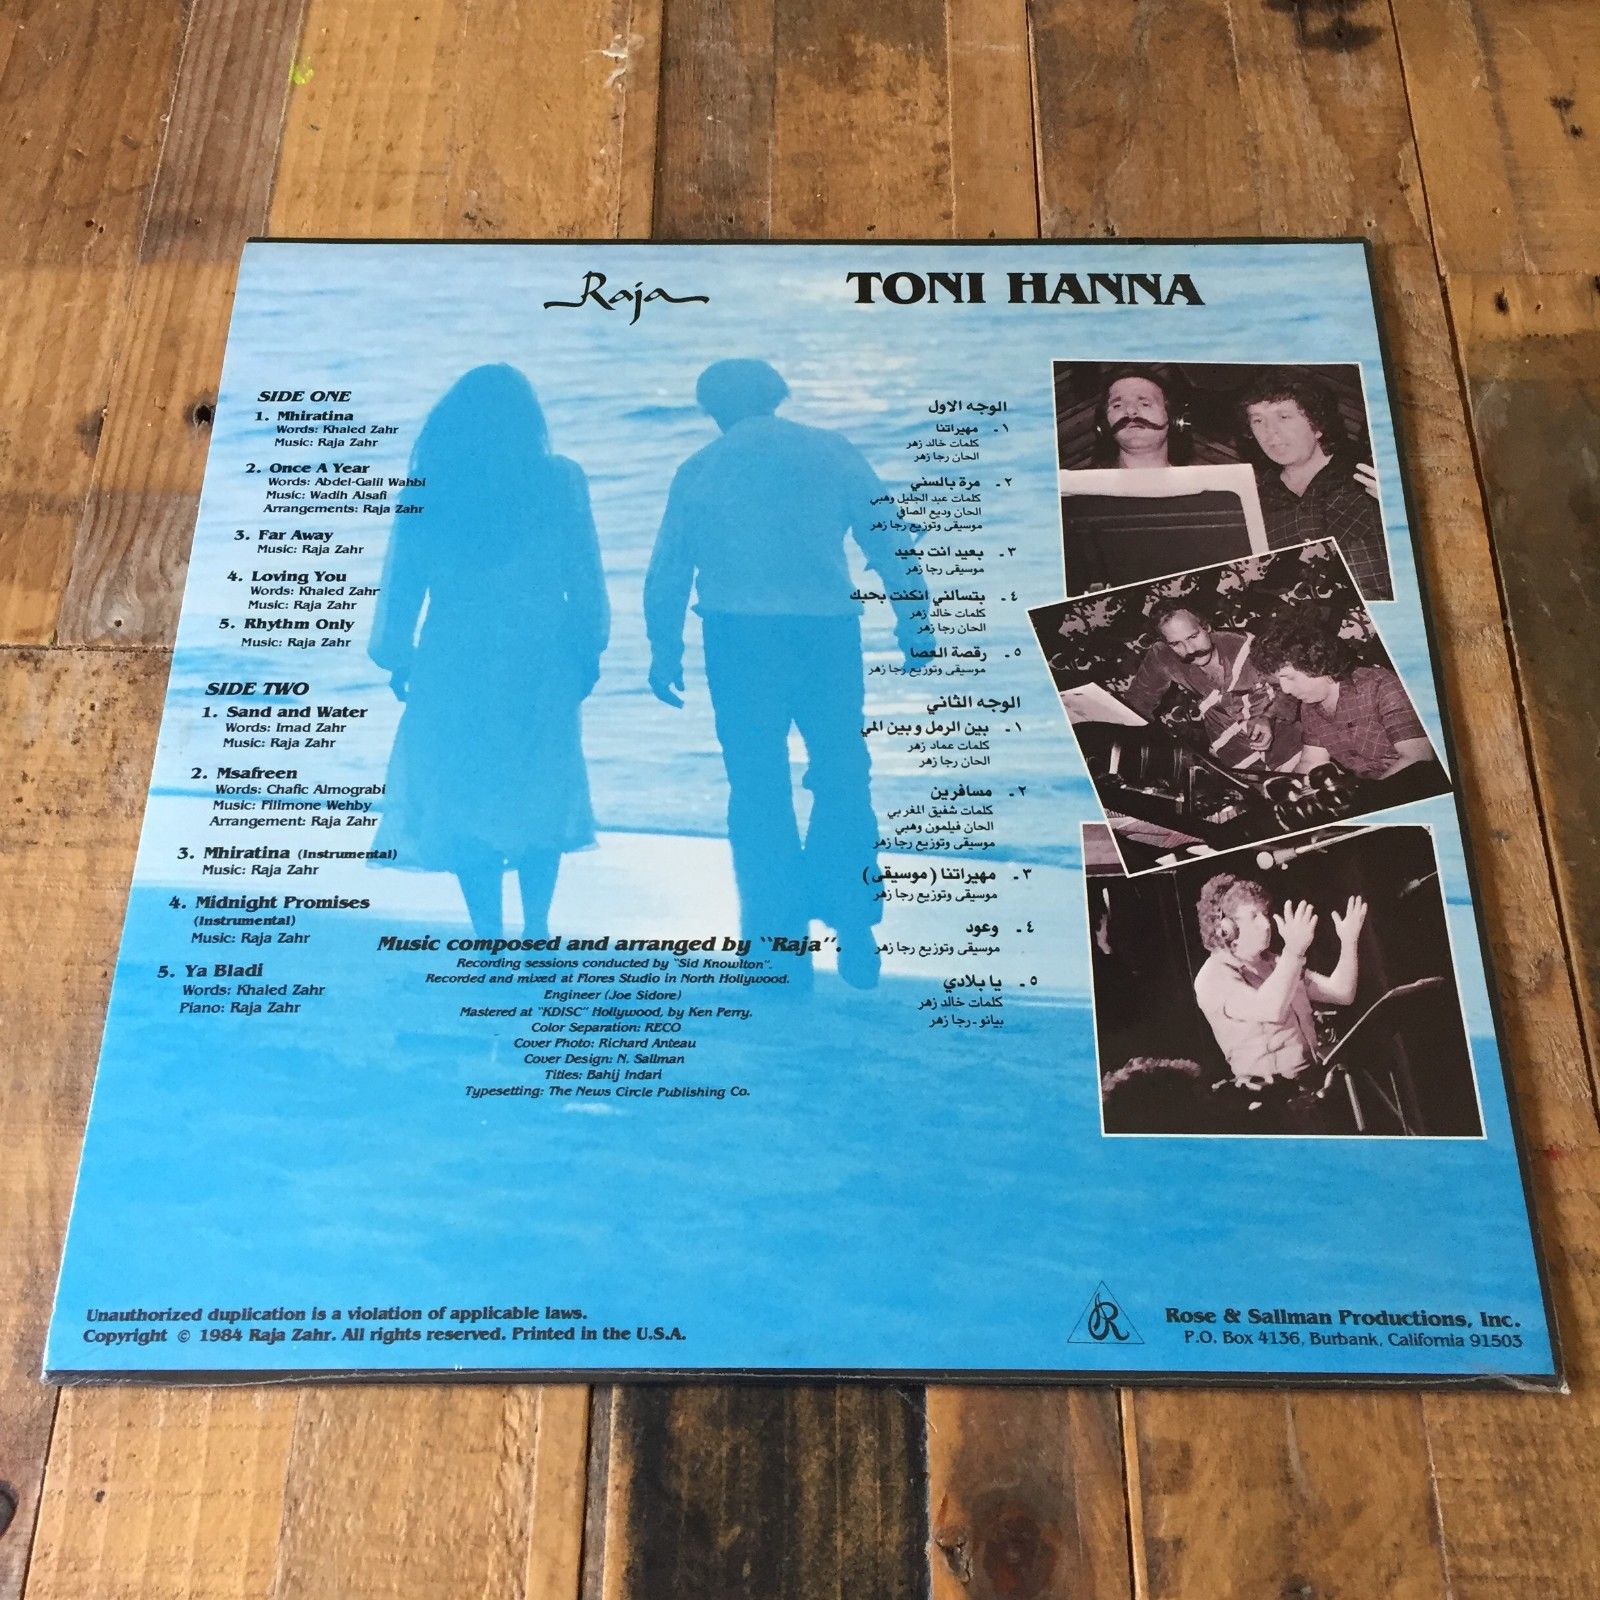 Raja
TONI HANNA
SIDE ONE
1. Mhiratina
Words: Khaled Zahr
Music: Raja Zahr
2. Once A Year
Words: Abdel-Galil Wahbi
Music: Wadih Alsafi
Arrangements: Raja Zahr
3. Far Away
Music: Raja Zahr
4. Loving You
Words: Khaled Zahr
Music: Raja Zahr
5. Rhythm Only
Music: Raja Zahr
SIDE TWO
1. Sand and Water
Words: Imad Zahr
Music: Raja Zahr
2. Msafreen
Words: Chafic Almograbi
Music: Filimone Wehby
Arrangement: Raja Zahr
3. Mhiratina (Instrumental)
Music: Raja Zahr
4. Midnight Promises
(Instrumental)
Music: Raja Zahr
5. Ya Bladi
Words: Khaled Zahr
Piano: Raja Zahr
Music composed and arranged by "Raja".
Recording sessions conducted by "Sid Knowlton".
Recorded and mixed at Flores Studio in North Hollywood.
Engineer (Joe Sidore)
Mastered at "KDISC" Hollywood, by Ken Perry.
Color Separation: RECO
Cover Photo: Richard Anteau
Cover Design: N. Sallman
Titles: Bahij Indari
Typesetting: The News Circle Publishing Co.
الوجه الاول
١ - مهيراتنا
كلمات خالد زهر
الحان رجا زهر
٢ - مرة بالسني
كلمات عبد الجليل وهبي
الحان وديع الصافي
موسيقى وتوزيع رجا زهر
٣ - بعيد انت بعيد
موسيقى رجا زهر
٤ - بتسالني انكنت بحبك
كلمات خالد زهر
الحان رجا زهر
٥ - رقصة العصا
موسيقى وتوزيع رجا زهر
الوجه الثاني
١ - بين الرمل وبين المي
كلمات عماد زهر
الحان رجا زهر
٢ - مسافرين
كلمات شفيق المغربي
الحان فيلمون وهبي
موسيقى وتوزيع رجا زهر
٣ - مهيراتنا (موسيقى)
موسيقى وتوزيع رجا زهر
٤ - وعود
موسيقى وتوزيع رجا زهر
٥ - يا بلادي
كلمات خالد زهر
بيانو - رجا زهر
Unauthorized duplication is a violation of applicable laws.
Copyright © 1984 Raja Zahr. All rights reserved. Printed in the U.S.A.
R
Rose & Sallman Productions, Inc.
P.O. Box 4136, Burbank, California 91503